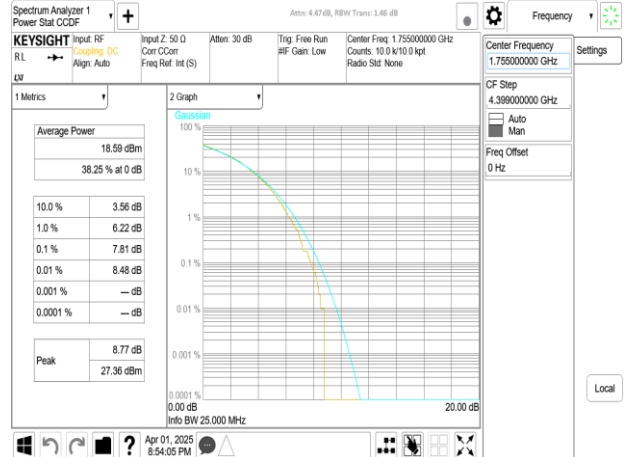 Spectrum Analyzer 1
Power Stat CCDF
Attn: 4.47dB, RBW Trans: 1.46 dB
Frequency
KEYSIGHT
RL
LXI
Input: RF
Coupling: DC
Align: Auto
Input Z: 50 Ω
Corr CCorr
Freq Ref: Int (S)
Atten: 30 dB
Trig: Free Run
#IF Gain: Low
Center Freq: 1.755000000 GHz
Counts: 10.0 k/10.0 kpt
Radio Std: None
Center Frequency
1.755000000 GHz
Settings
CF Step
4.399000000 GHz
Auto
Man
Freq Offset
0 Hz
1 Metrics
Average Power
18.59 dBm
38.25 % at 0 dB
10.0 % 3.56 dB
1.0 % 6.22 dB
0.1 % 7.81 dB
0.01 % 8.48 dB
0.001 % --- dB
0.0001 % --- dB
Peak
8.77 dB
27.36 dBm
2 Graph
Gaussian
100 %
10 %
1 %
0.1 %
0.01 %
0.001 %
0.0001 %
0.00 dB 20.00 dB
Info BW 25.000 MHz
Local
?
Apr 01, 2025
8:54:05 PM